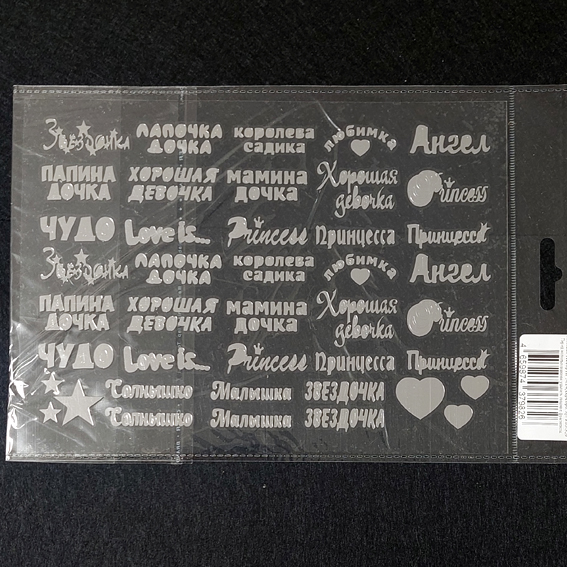 Звездочка ЛАПОЧКА ДОЧКА королева садика любимка Ангел
ПАПИНА ДОЧКА ХОРОШАЯ ДЕВОЧКА МАМИНА ДОЧКА Хорошая девочка Princess
ЧУДО Love is... Princess Принцесса Принцесса
Звездочка ЛАПОЧКА ДОЧКА королева садика любимка Ангел
ПАПИНА ДОЧКА ХОРОШАЯ ДЕВОЧКА МАМИНА ДОЧКА Хорошая девочка Princess
ЧУДО Love is... Princess Принцесса Принцесса
Солнышко Малышка ЗВЕЗДОЧКА
Солнышко Малышка ЗВЕЗДОЧКА